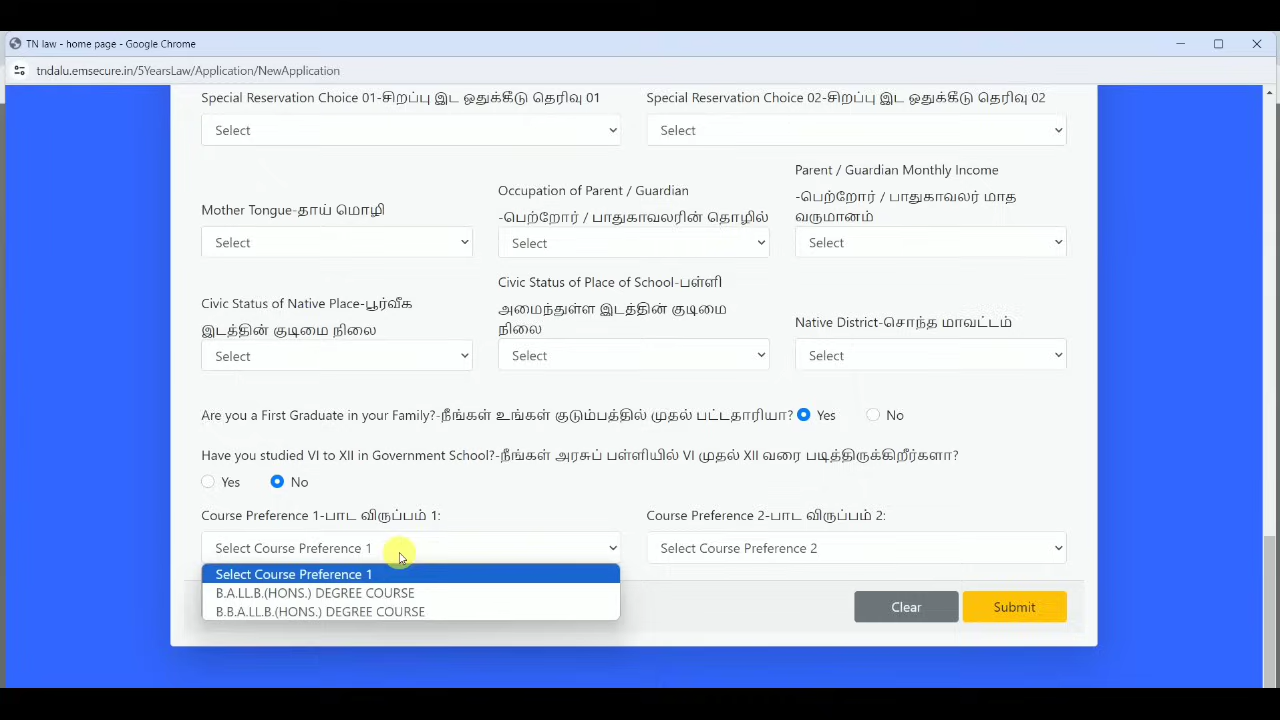 TN law - home page - Google Chrome
tndalu.emsecure.in/5YearsLaw/Application/NewApplication
Special Reservation Choice 01-சிறப்பு இட ஒதுக்கீடு தெரிவு 01
Special Reservation Choice 02-சிறப்பு இட ஒதுக்கீடு தெரிவு 02
Select
Select
Mother Tongue-தாய் மொழி
Occupation of Parent / Guardian
-பெற்றோர் / பாதுகாவலரின் தொழில்
Parent / Guardian Monthly Income
-பெற்றோர் / பாதுகாவலர் மாத
வருமானம்
Select
Select
Select
Civic Status of Native Place-பூர்வீக
இடத்தின் குடிமை நிலை
Civic Status of Place of School-பள்ளி
அமைந்துள்ள இடத்தின் குடிமை
நிலை
Native District-சொந்த மாவட்டம்
Select
Select
Select
Are you a First Graduate in your Family?-நீங்கள் உங்கள் குடும்பத்தில் முதல் பட்டதாரியா? Yes No
Have you studied VI to XII in Government School?-நீங்கள் அரசுப் பள்ளியில் VI முதல் XII வரை படித்திருக்கிறீர்களா?
Yes No
Course Preference 1-பாட விருப்பம் 1:
Course Preference 2-பாட விருப்பம் 2:
Select Course Preference 1
Select Course Preference 2
Select Course Preference 1
B.A.LL.B.(HONS.) DEGREE COURSE
B.B.A.LL.B.(HONS.) DEGREE COURSE
Clear
Submit